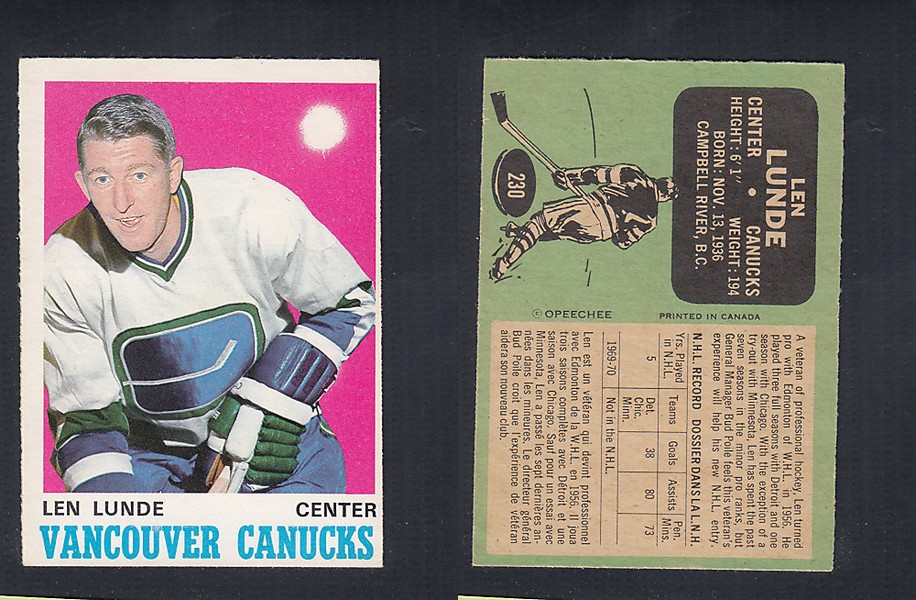 LEN LUNDE CENTER
VANCOUVER CANUCKS
LEN
LUNDE
CENTER • CANUCKS
HEIGHT: 6'1" WEIGHT: 194
BORN: NOV. 13, 1936
CAMPBELL RIVER, B.C.
230
© OPEECHEE PRINTED IN CANADA
A veteran of professional hockey, Len turned
pro with Edmonton of W.H.L. in 1956. He
played three full seasons with Detroit and one
season with Chicago. With the exception of a
try-out with Minnesota, Len has spent the past
seven seasons in the minor pro ranks, but
General Manager Bud Poile feels this veteran's
experience will help his new N.H.L. entry.
N.H.L. RECORD DOSSIER DANS LA L.N.H.
Yrs. Played in N.H.L. Teams Goals Assists Pen. Mins.
5 Det. Chic. Minn. 38 80 73
1969-70 Not in the N.H.L.
Len est un vétéran qui devint professionel
avec Edmonton de la W.H.L. en 1956. Il joua
trois saisons complètes avec Détroit et une
saison avec Chicago. Sauf pour un essai avec
Minnesota, Len a passé les sept dernières an-
nées dans les mineures. Le directeur général
Bud Poile croit que l'expérience de vétéran
aidera son nouveau club.